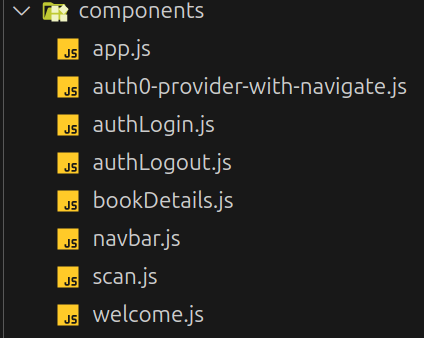 components
JS app.js
JS auth0-provider-with-navigate.js
JS authLogin.js
JS authLogout.js
JS bookDetails.js
JS navbar.js
JS scan.js
JS welcome.js